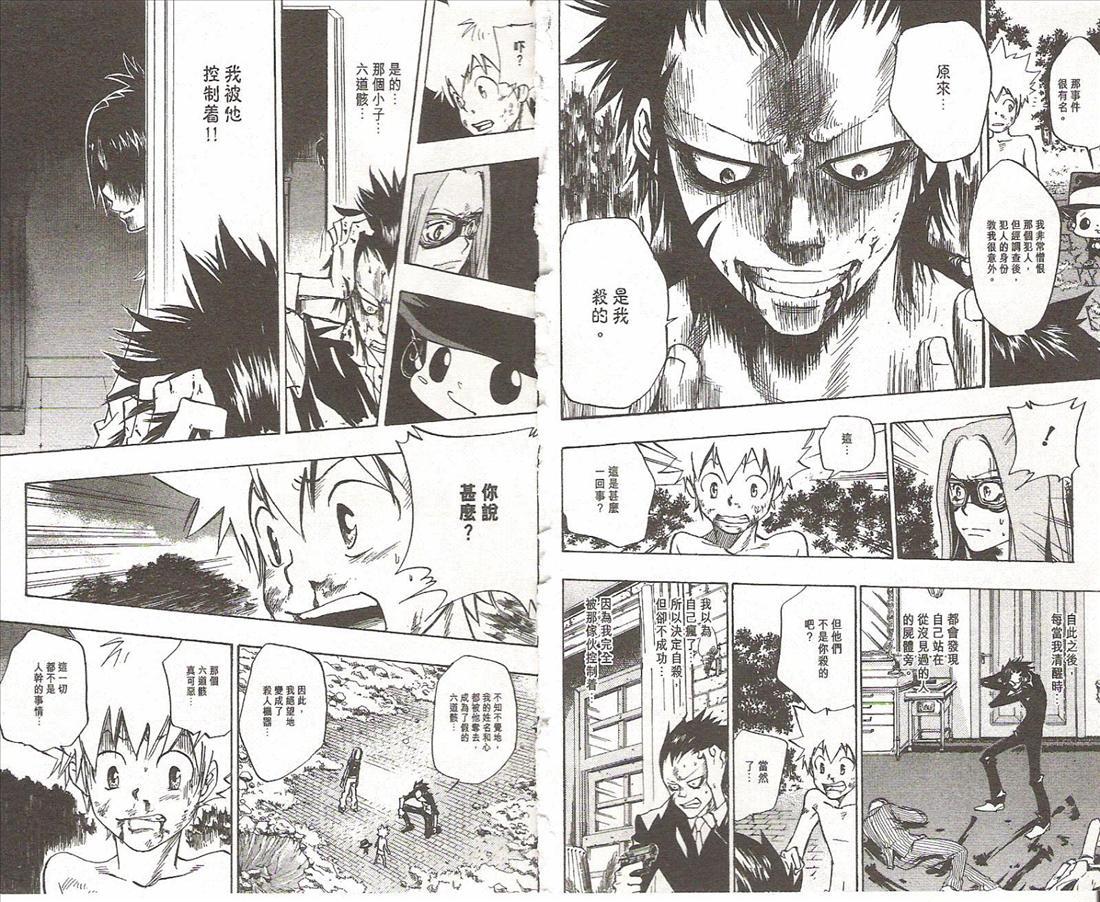 那事件
很有名。
我非常憎恨
那個犯人，
但經調查後
犯人的身份
教我很意外。
原來…
是我
殺的。
！
這…
這是甚麼
一回事？
自此之後，
每當我清醒時…
都會發現
自己站在
從沒見過的人
的屍體旁。
但他們
不是你殺的
吧？
當然
了…
我以為
自己瘋了…
所以決定自殺，
但卻不成功…
因為我完全
被那傢伙控制着…
吓？
是的…
那個小子…
六道骸…
我被他
控制着!!
你說
甚麼？
不知不覺地，
我的姓名和心
都被他奪去，
成為了假的
六道骸…
因此，
我絕望地
變成了
殺人機器
那個
六道骸
真可惡…
這一切
都不是
人幹的事情…